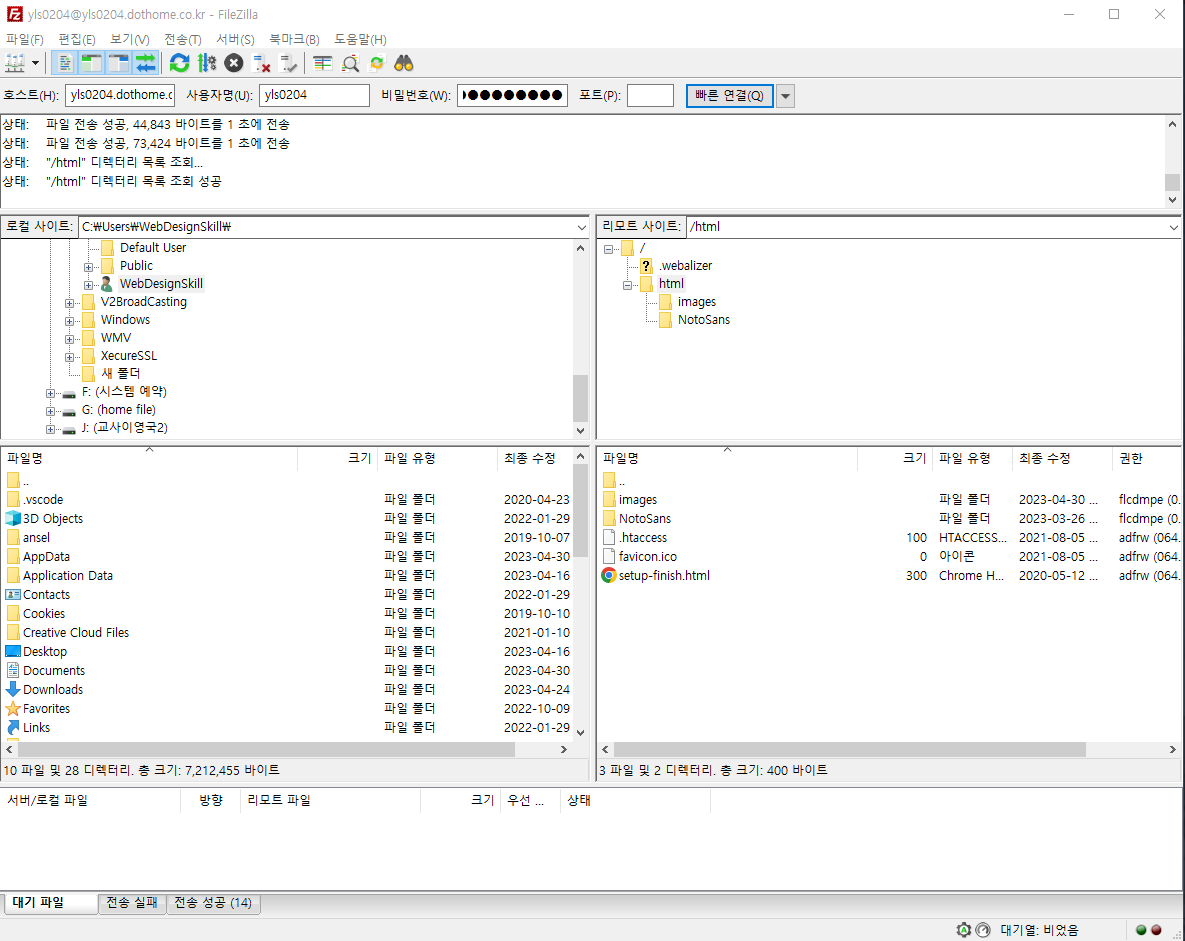 yls0204@yls0204.dothome.co.kr - FileZilla
파일(F) 편집(E) 보기(V) 전송(T) 서버(S) 북마크(B) 도움말(H)
호스트(H): yls0204.dothome.c 사용자명(U): yls0204 비밀번호(W): ●●●●●●●● 포트(P): 빠른 연결(Q)
상태: 파일 전송 성공, 44,843 바이트를 1 초에 전송
상태: 파일 전송 성공, 73,424 바이트를 1 초에 전송
상태: "/html" 디렉터리 목록 조회...
상태: "/html" 디렉터리 목록 조회 성공
로컬 사이트: C:₩Users₩WebDesignSkill₩
Default User
Public
WebDesignSkill
V2BroadCasting
Windows
WMV
XecureSSL
새 폴더
F: (시스템 예약)
G: (home file)
J: (교사이영국2)
리모트 사이트: /html
/
? .webalizer
html
images
NotoSans
파일명 크기 파일 유형 최종 수정
..
.vscode 파일 폴더 2020-04-23
3D Objects 파일 폴더 2022-01-29
ansel 파일 폴더 2019-10-07
AppData 파일 폴더 2023-04-30
Application Data 파일 폴더 2023-04-16
Contacts 파일 폴더 2022-01-29
Cookies 파일 폴더 2019-10-10
Creative Cloud Files 파일 폴더 2021-01-10
Desktop 파일 폴더 2023-04-16
Documents 파일 폴더 2023-04-30
Downloads 파일 폴더 2023-04-24
Favorites 파일 폴더 2022-10-09
Links 파일 폴더 2022-01-29
10 파일 및 28 디렉터리. 총 크기: 7,212,455 바이트
파일명 크기 파일 유형 최종 수정 권한
..
images 파일 폴더 2023-04-30 ... flcdmpe (0.
NotoSans 파일 폴더 2023-03-26 ... flcdmpe (0.
.htaccess 100 HTACCESS... 2021-08-05 ... adfrw (064.
favicon.ico 0 아이콘 2021-08-05 ... adfrw (064.
setup-finish.html 300 Chrome H... 2020-05-12 ... adfrw (064.
3 파일 및 2 디렉터리. 총 크기: 400 바이트
서버/로컬 파일 방향 리모트 파일 크기 우선 ... 상태
대기 파일 전송 실패 전송 성공 (14)
대기열: 비었음